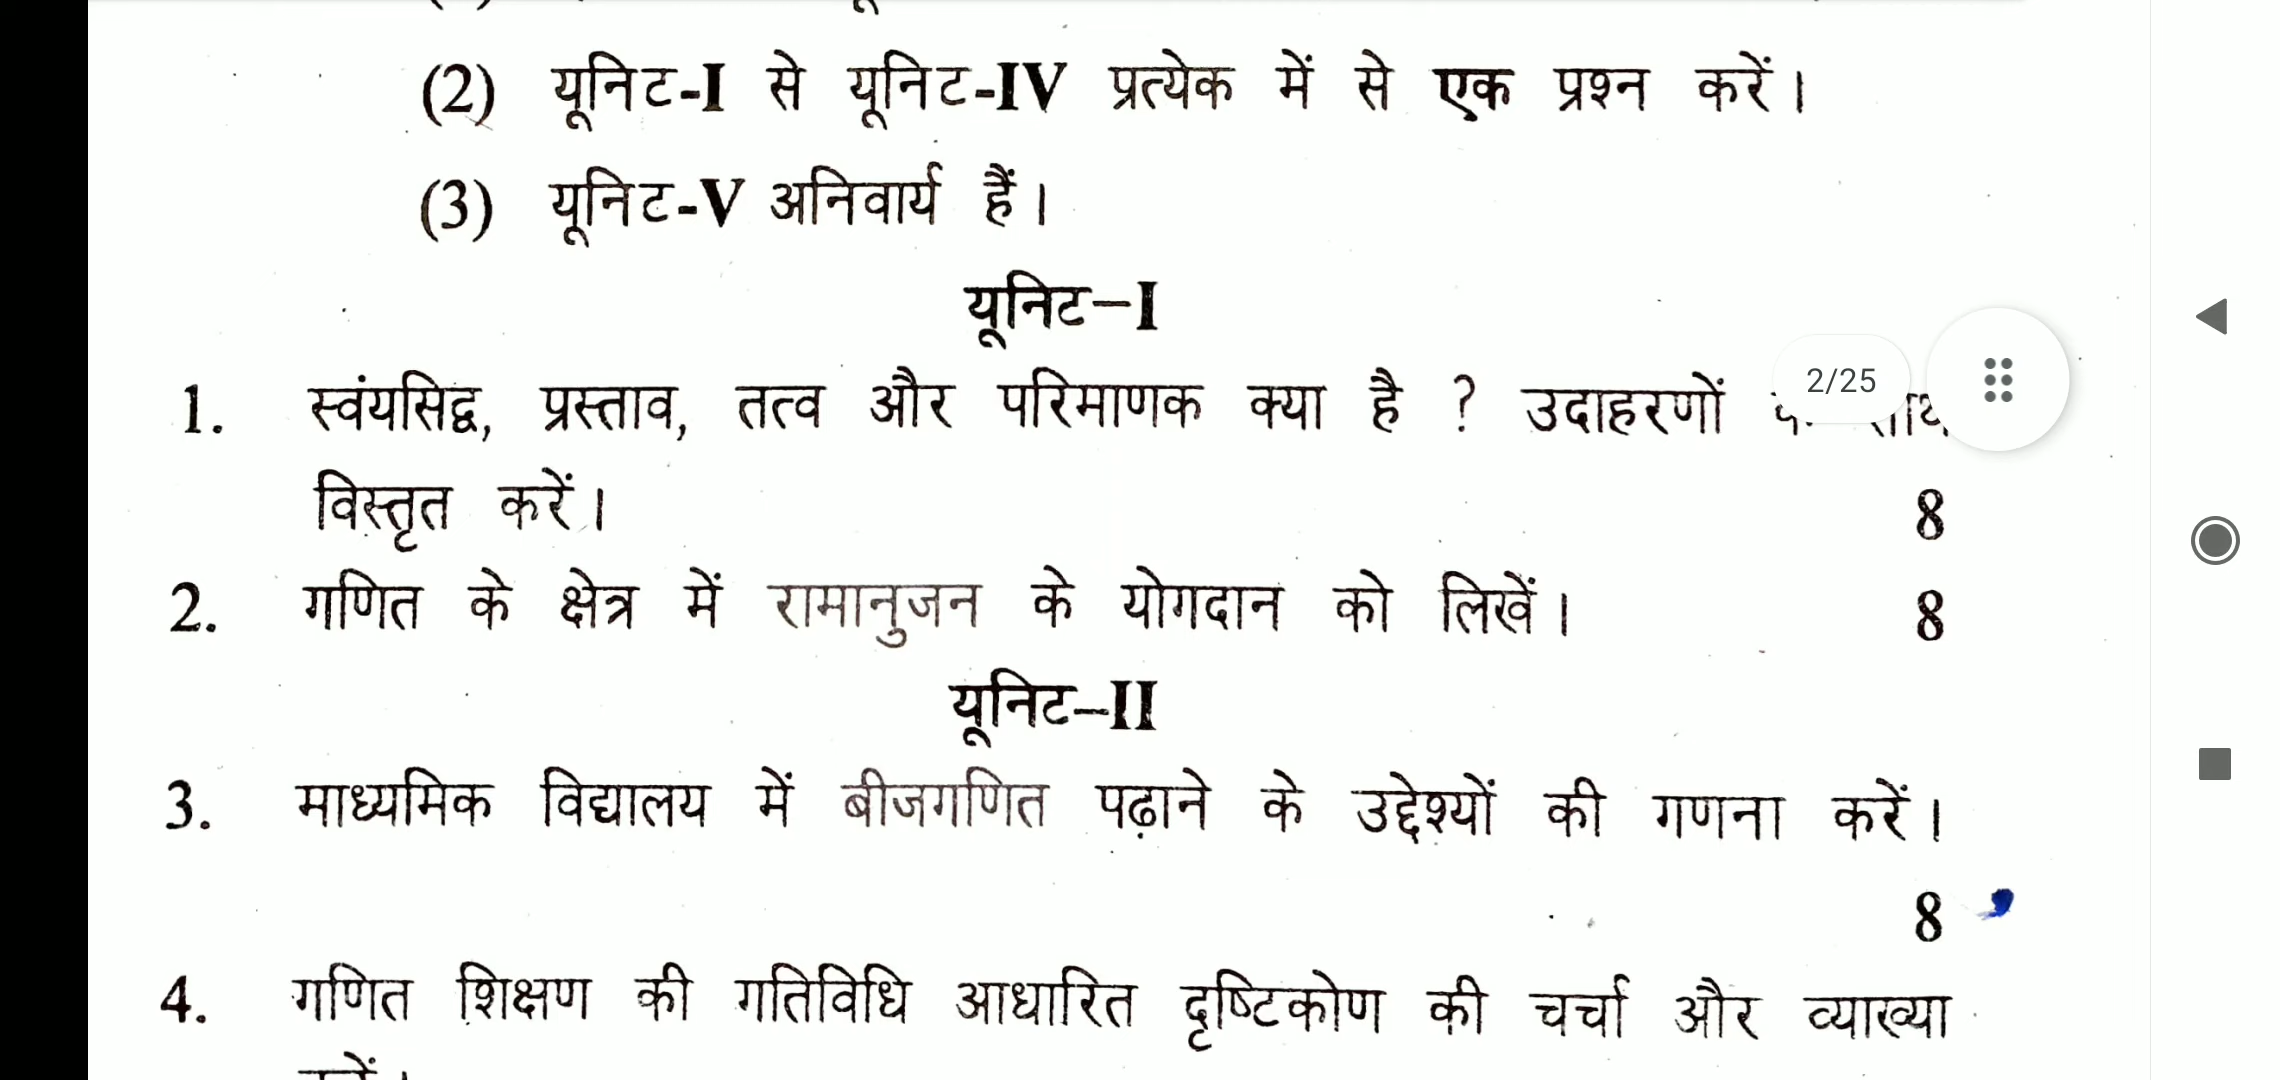 (2) यूनिट-I से यूनिट-IV प्रत्येक में से एक प्रश्न करें।
(3) यूनिट-V अनिवार्य हैं।
यूनिट–I
2/25
1. स्वंयसिद्ध, प्रस्ताव, तत्व और परिमाणक क्या है ? उदाहरणों
विस्तृत करें। 8
2. गणित के क्षेत्र में रामानुजन के योगदान को लिखें। 8
यूनिट–II
3. माध्यमिक विद्यालय में बीजगणित पढ़ाने के उद्देश्यों की गणना करें।
8
4. गणित शिक्षण की गतिविधि आधारित दृष्टिकोण की चर्चा और व्याख्या